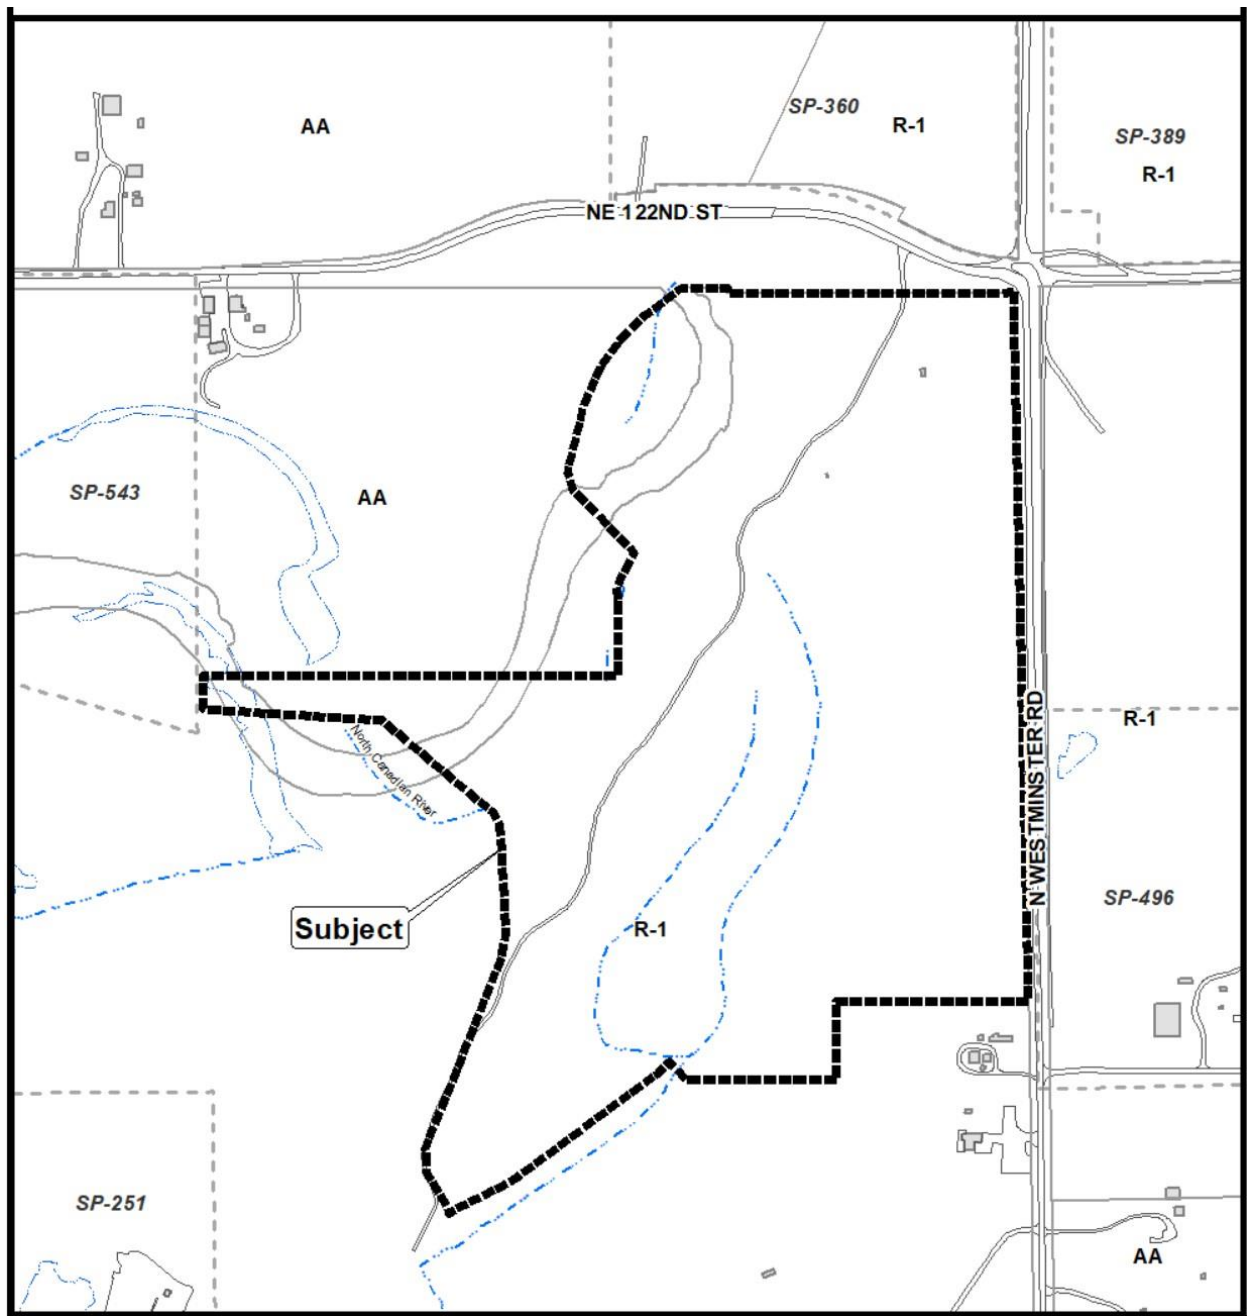 SP-360
AA
R-1
SP-389
R-1
NE 122ND ST
SP-543
AA
North Canadian River
N WESTMINSTER RD
R-1
SP-496
Subject
R-1
SP-251
AA